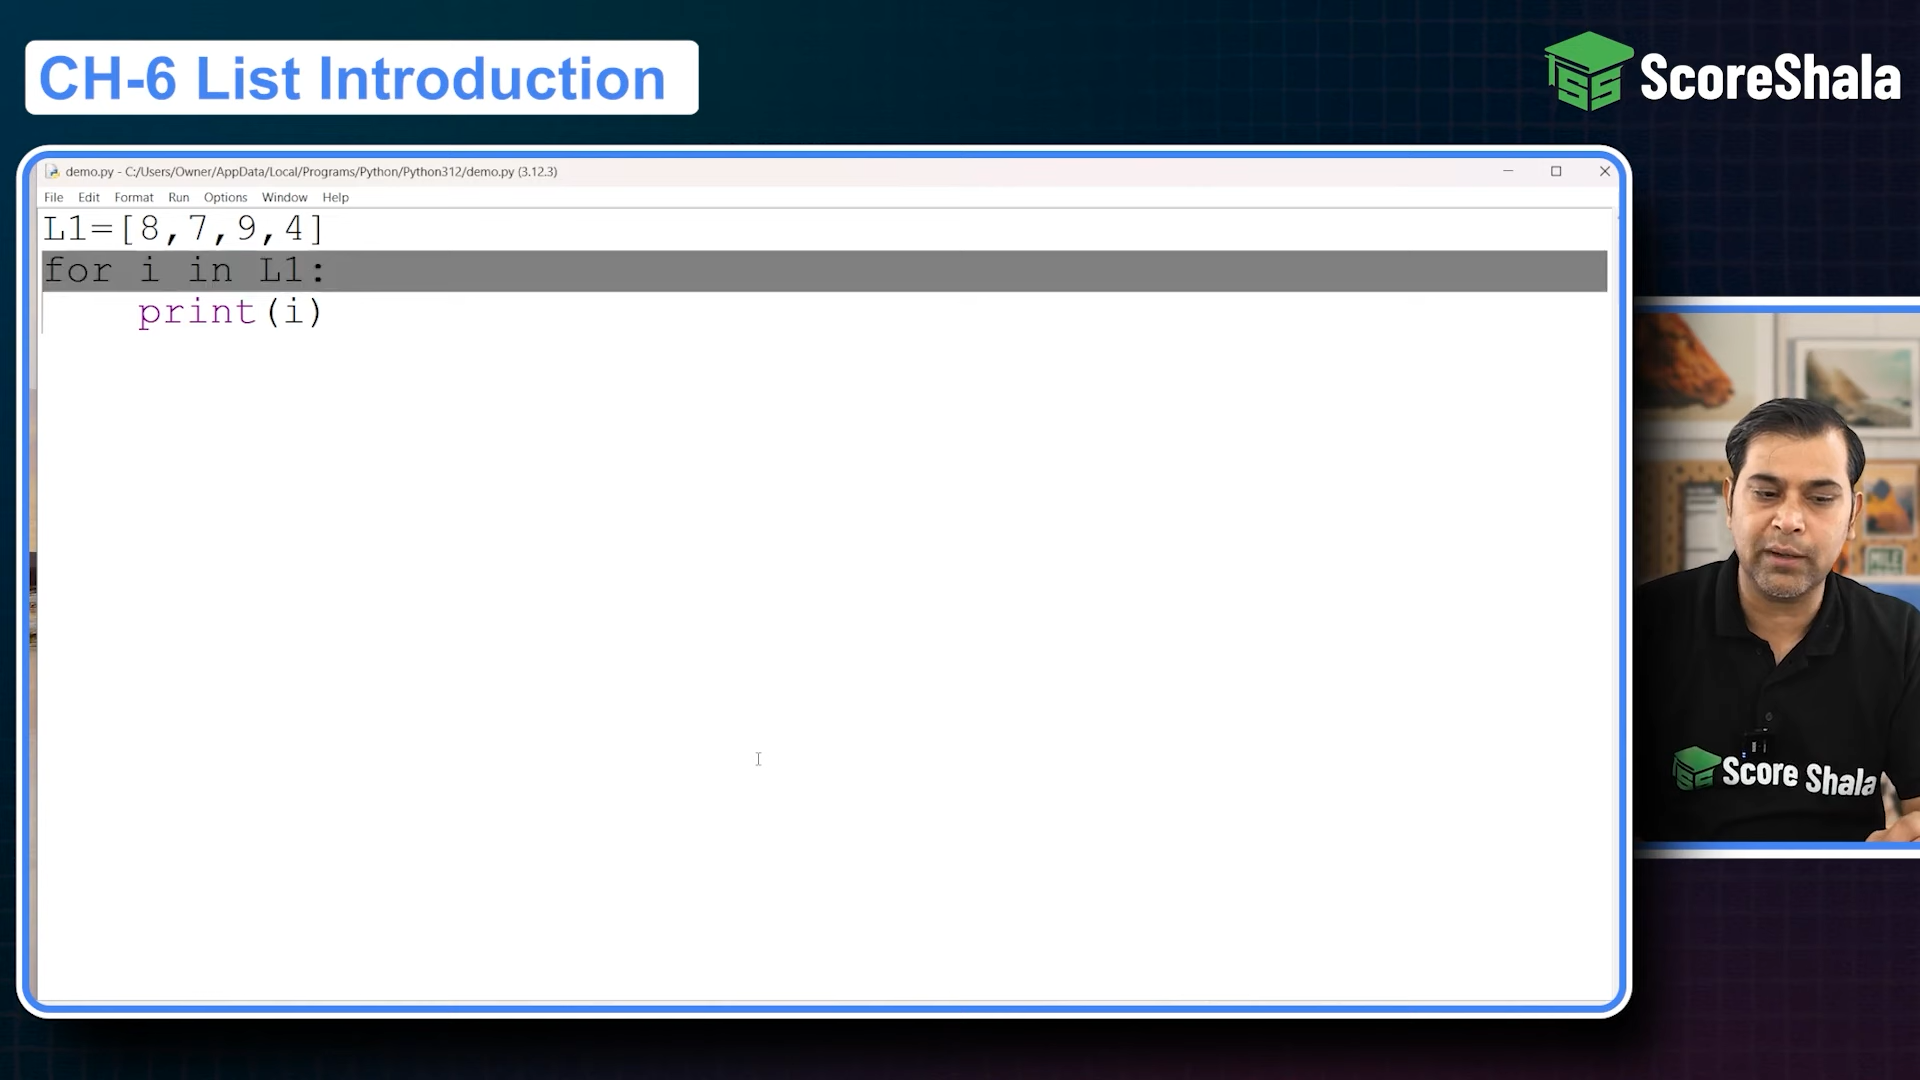 CH-6 List Introduction
ScoreShala
demo.py - C:/Users/Owner/AppData/Local/Programs/Python/Python312/demo.py (3.12.3)
File Edit Format Run Options Window Help
L1=[8,7,9,4]
for i in L1:
    print(i)
Score Shala